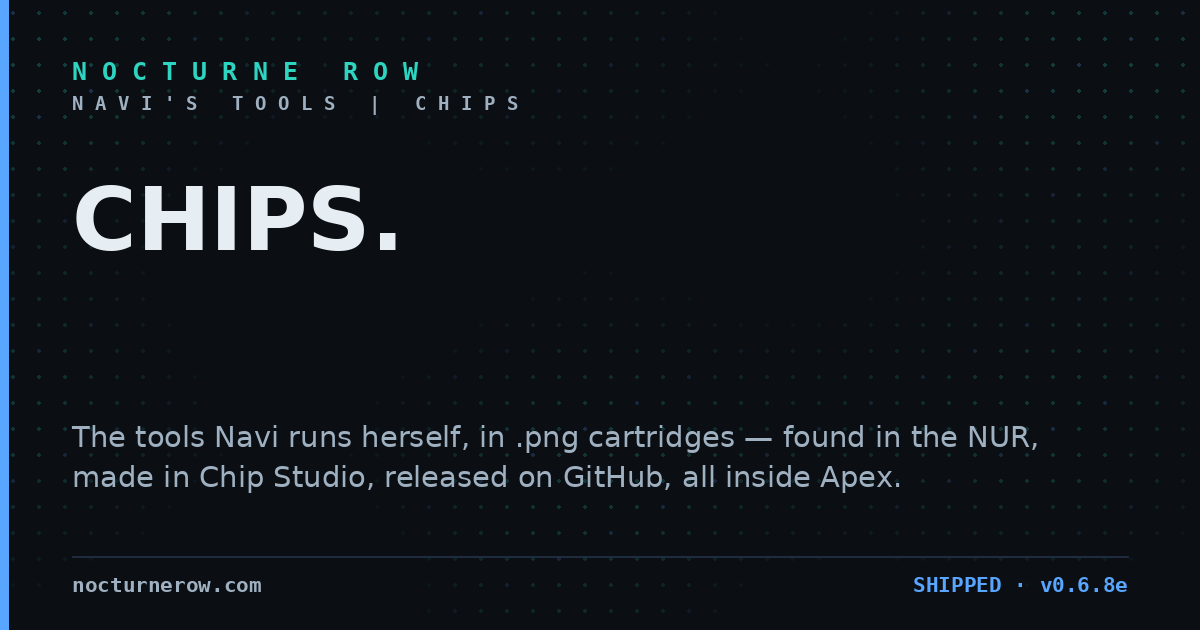 NOCTURNE ROW
NAVI'S TOOLS | CHIPS
CHIPS.
The tools Navi runs herself, in .png cartridges — found in the NUR,
made in Chip Studio, released on GitHub, all inside Apex.
nocturnerow.com
SHIPPED · v0.6.8e